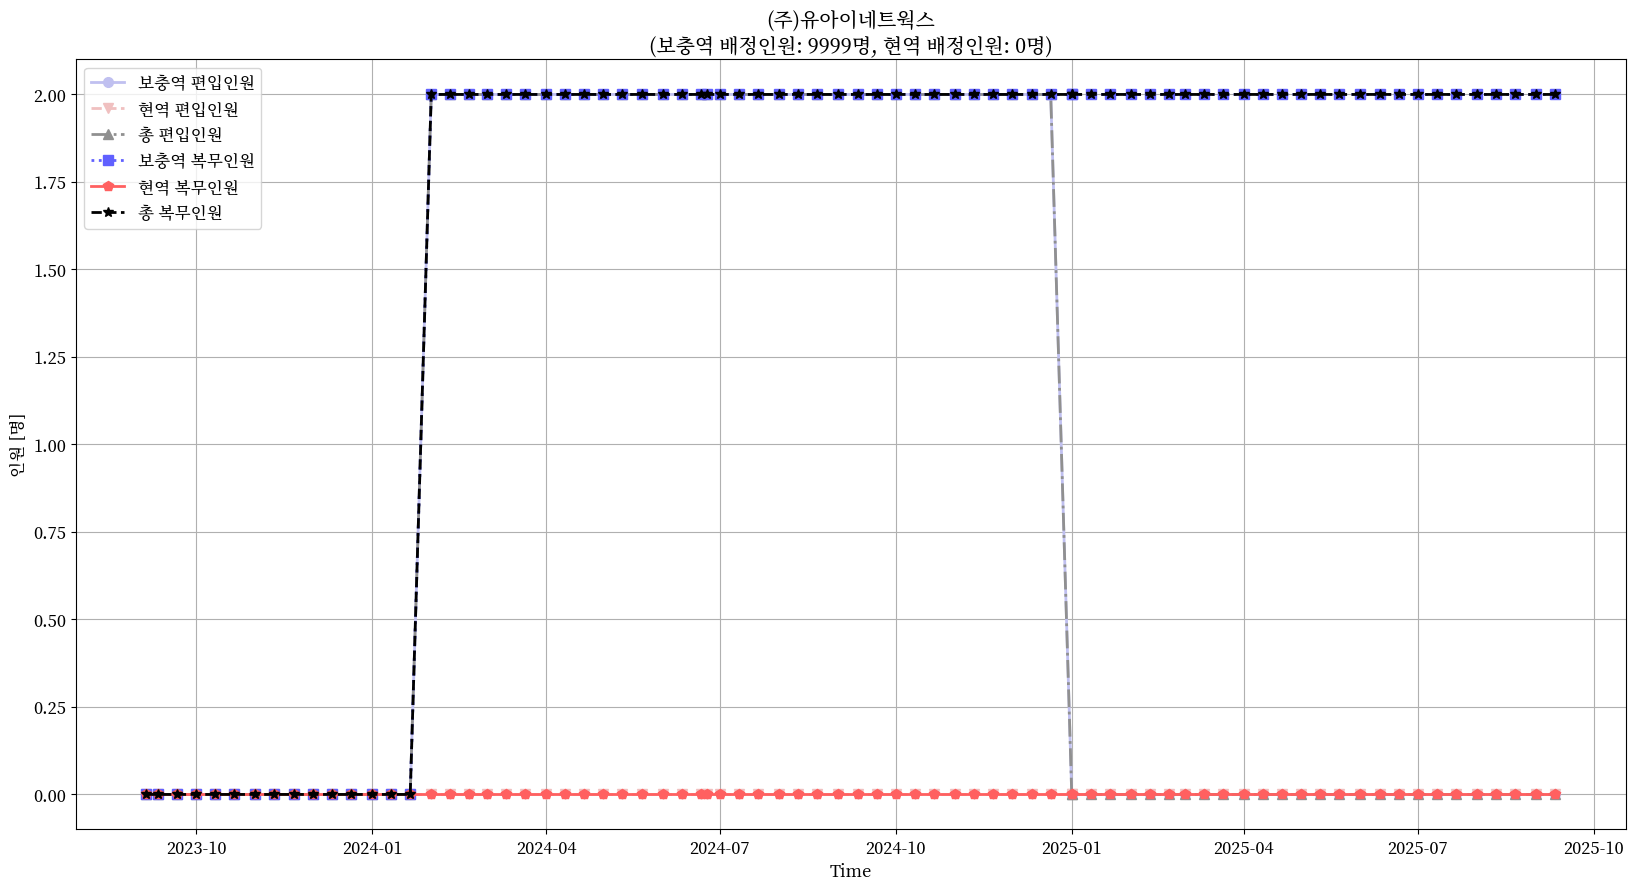 (주)유아이네트웍스
(보충역 배정인원: 9999명, 현역 배정인원: 0명)
보충역 편입인원
현역 편입인원
총 편입인원
보충역 복무인원
현역 복무인원
총 복무인원
인원 [명]
2.00
1.75
1.50
1.25
1.00
0.75
0.50
0.25
0.00
2023-10
2024-01
2024-04
2024-07
2024-10
2025-01
2025-04
2025-07
2025-10
Time